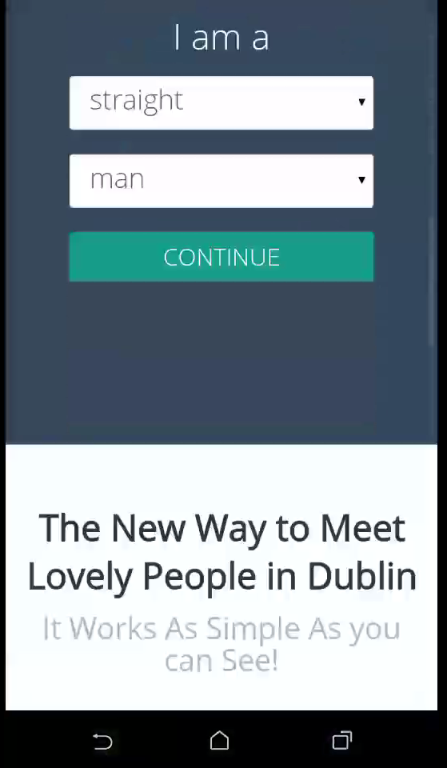 I am a
straight
man
CONTINUE
The New Way to Meet
Lovely People in Dublin
It Works As Simple As you
can See!